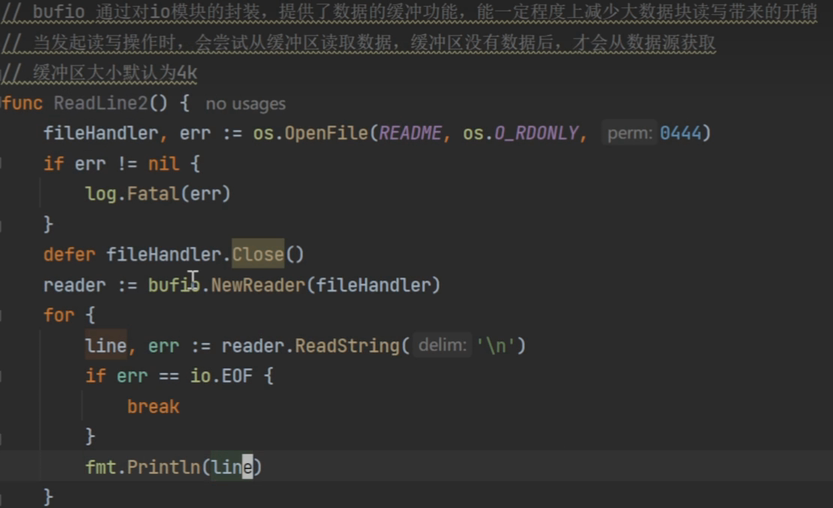 // bufio 通过对io模块的封装，提供了数据的缓冲功能，能一定程度上减少大数据块读写带来的开销
// 当发起读写操作时，会尝试从缓冲区读取数据，缓冲区没有数据后，才会从数据源获取
// 缓冲区大小默认为4k
func ReadLine2() { no usages
    fileHandler, err := os.OpenFile(README, os.O_RDONLY, perm: 0444)
    if err != nil {
        log.Fatal(err)
    }
    defer fileHandler.Close()
    reader := bufio.NewReader(fileHandler)
    for {
        line, err := reader.ReadString( delim: '\n')
        if err == io.EOF {
            break
        }
        fmt.Println(line)
    }